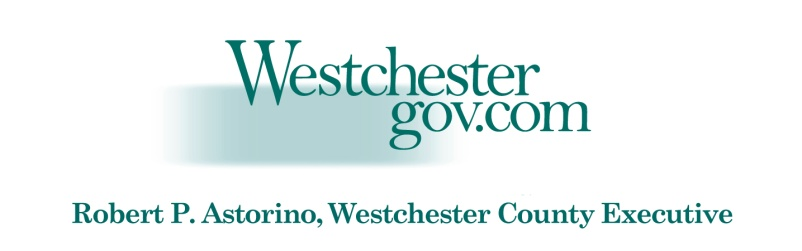 Westchester
gov.com
Robert P. Astorino, Westchester County Executive